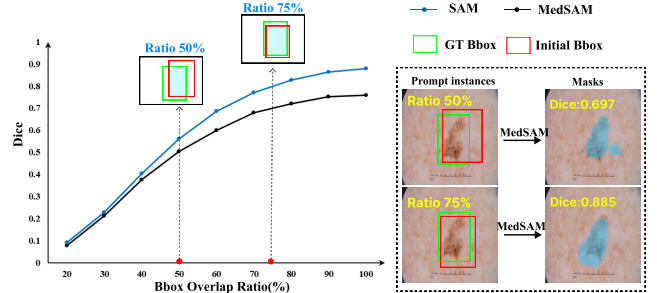 SAM
MedSAM
GT Bbox
Initial Bbox
Ratio 50%
Ratio 75%
Dice
1
0.9
0.8
0.7
0.6
0.5
0.4
0.3
0.2
0.1
0
20 30 40 50 60 70 80 90 100
Bbox Overlap Ratio(%)
Prompt instances
Masks
Ratio 50%
MedSAM
Dice:0.697
Ratio 75%
MedSAM
Dice:0.885